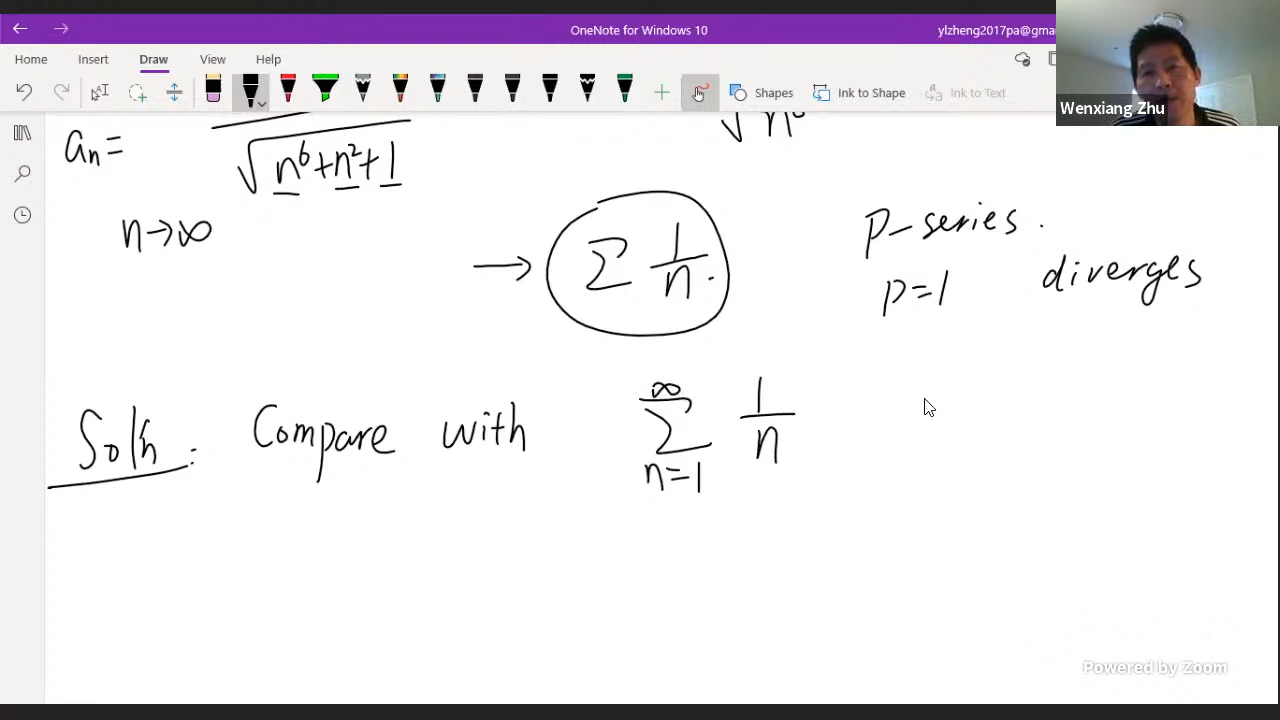 OneNote for Windows 10
ylzheng2017pa@gma
Home Insert Draw View Help
Shapes Ink to Shape Ink to Text
Wenxiang Zhu
aₙ =
√n⁶+n²+1
n→∞
→ Σ 1/n.
p-series.
p=1 diverges
Sol'n: Compare with ∞ Σ n=1 1/n
Powered by Zoom